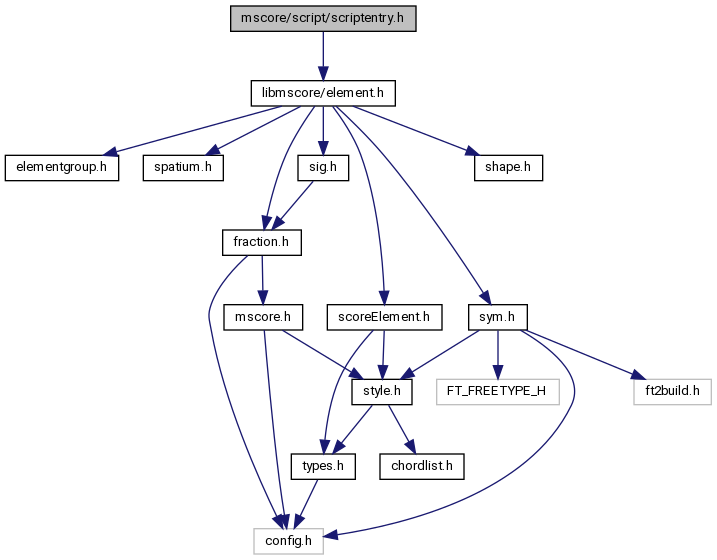 mscore/script/scriptentry.h
libmscore/element.h
elementgroup.h
spatium.h
sig.h
shape.h
fraction.h
mscore.h
scoreElement.h
sym.h
style.h
FT_FREETYPE_H
ft2build.h
types.h
chordlist.h
config.h